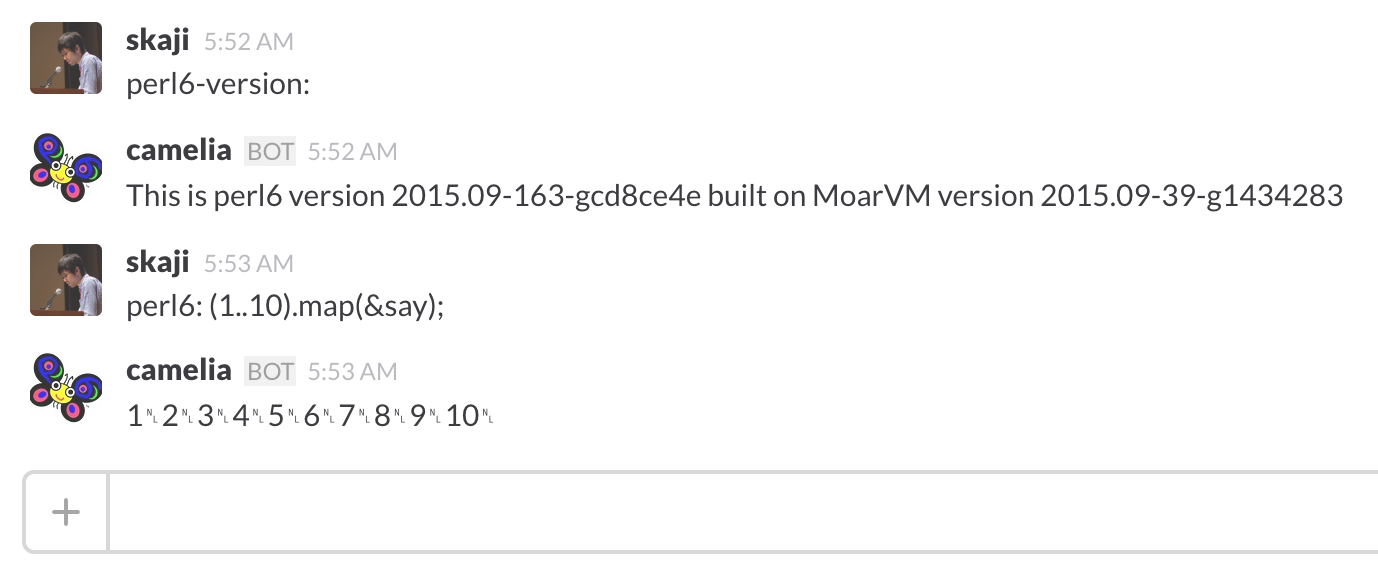 skaji 5:52 AM
perl6-version:
camelia BOT 5:52 AM
This is perl6 version 2015.09-163-gcd8ce4e built on MoarVM version 2015.09-39-g1434283
skaji 5:53 AM
perl6: (1..10).map(&say);
camelia BOT 5:53 AM
1␤2␤3␤4␤5␤6␤7␤8␤9␤10␤
+